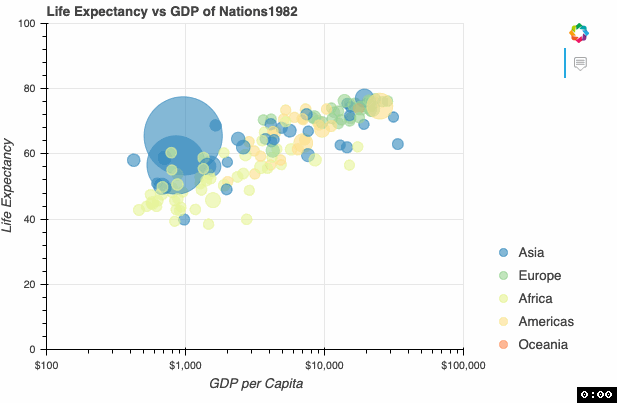 Life Expectancy vs GDP of Nations1982
100
80
60
40
20
0
Life Expectancy
$100
$1,000
$10,000
$100,000
GDP per Capita
Asia
Europe
Africa
Americas
Oceania
0:00